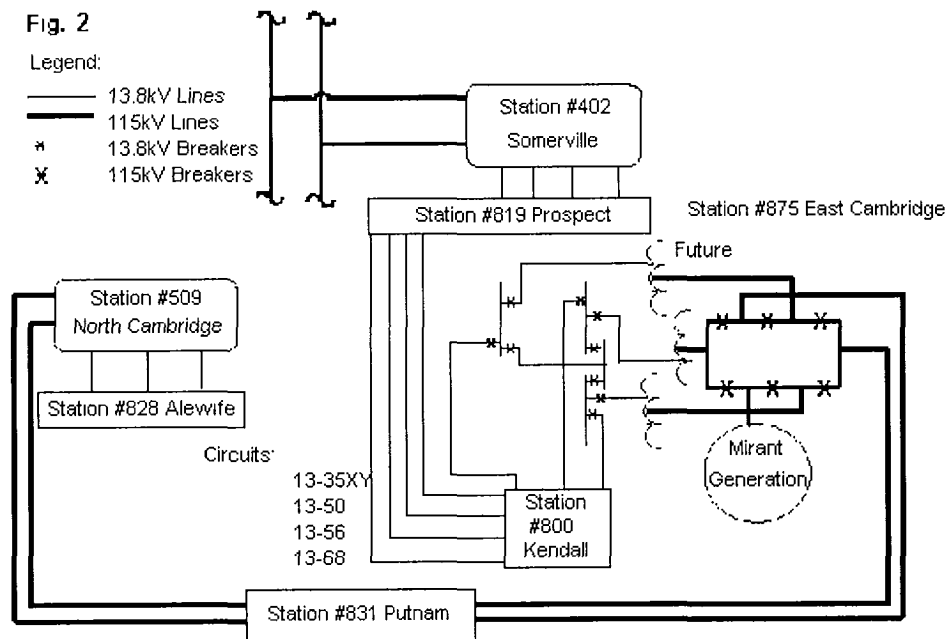 Fig. 2
Legend:
13.8kV Lines
115kV Lines
13.8kV Breakers
115kV Breakers
Station #402
Somerville
Station #819 Prospect
Station #875 East Cambridge
Future
Station #509
North Cambridge
Station #828 Alewife
Circuits:
13-35XY
13-50
13-56
13-68
Station
#800
Kendall
Mirant
Generation
Station #831 Putnam